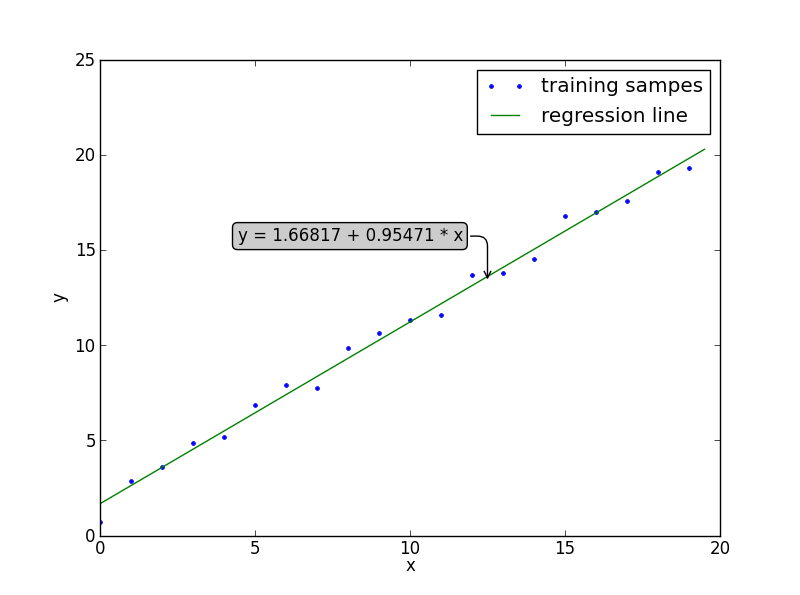 25
20
15
10
5
0
y
training sampes
regression line
y = 1.66817 + 0.95471 * x
0 5 10 15 20
x